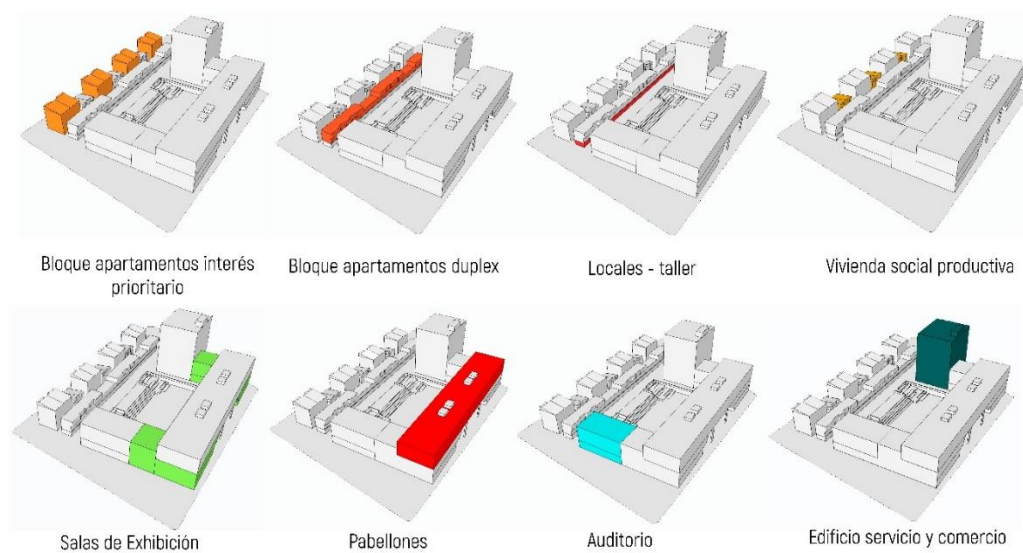 Bloque apartamentos interés
prioritario
Bloque apartamentos duplex
Locales - taller
Vivienda social productiva
Salas de Exhibición
Pabellones
Auditorio
Edificio servicio y comercio